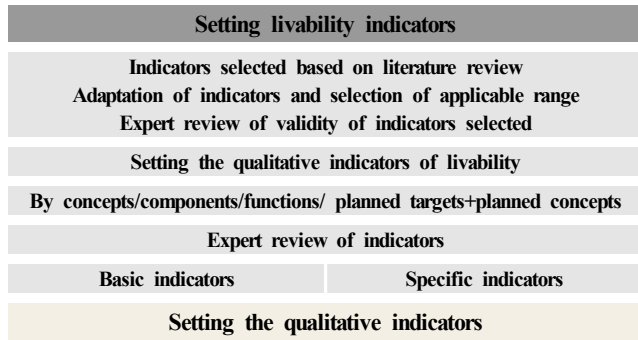 Setting livability indicators
Indicators selected based on literature review
Adaptation of indicators and selection of applicable range
Expert review of validity of indicators selected
Setting the qualitative indicators of livability
By concepts/components/functions/ planned targets+planned concepts
Expert review of indicators
Basic indicators
Specific indicators
Setting the qualitative indicators